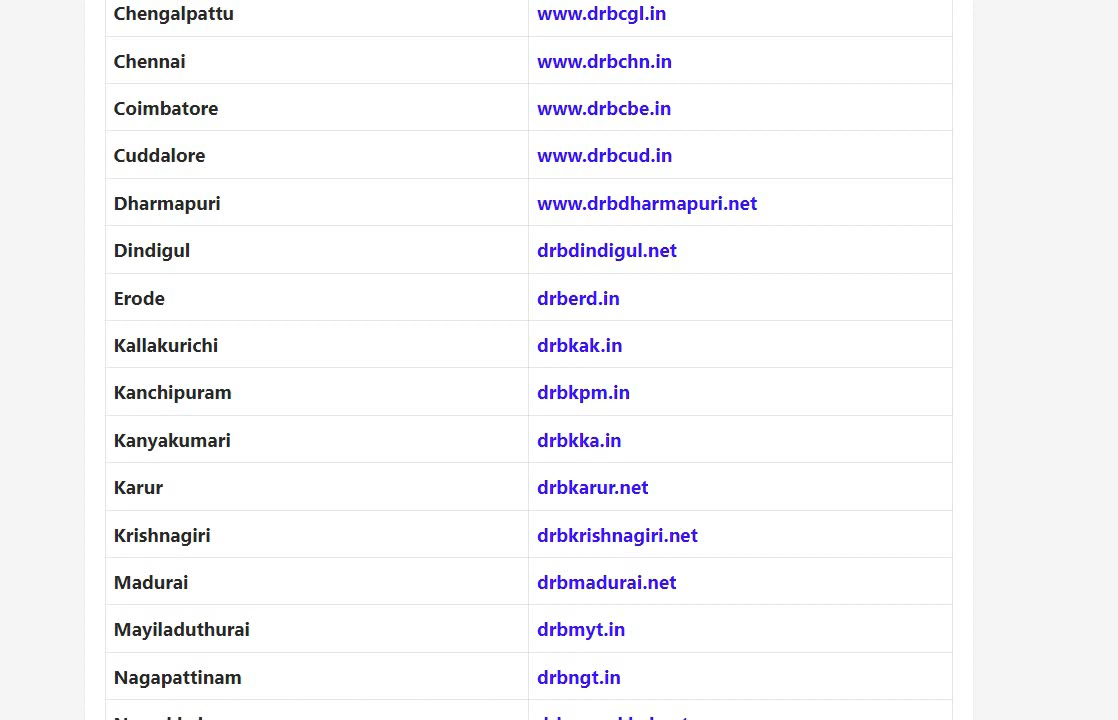 Chengalpattu www.drbcgl.in
Chennai www.drbchn.in
Coimbatore www.drbcbe.in
Cuddalore www.drbcud.in
Dharmapuri www.drbdharmapuri.net
Dindigul drbdindigul.net
Erode drberd.in
Kallakurichi drbkak.in
Kanchipuram drbkpm.in
Kanyakumari drbkka.in
Karur drbkarur.net
Krishnagiri drbkrishnagiri.net
Madurai drbmadurai.net
Mayiladuthurai drbmyt.in
Nagapattinam drbngt.in